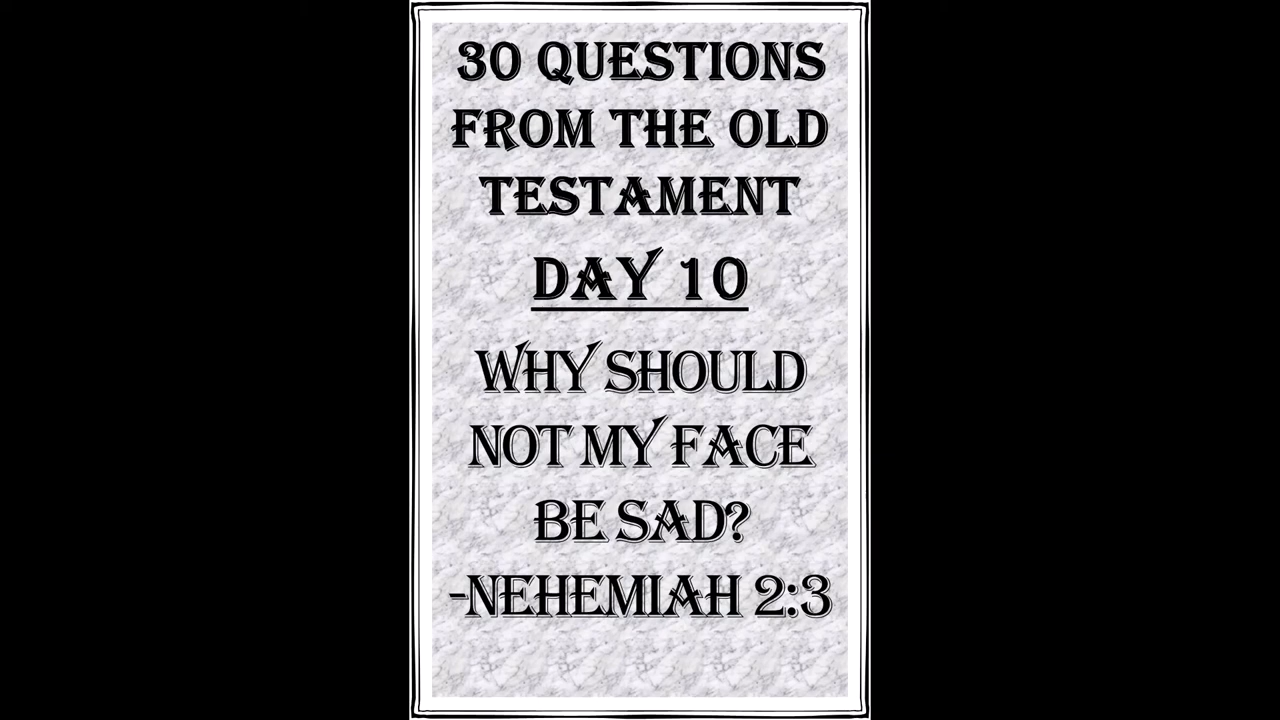 30 QUESTIONS
FROM THE OLD
TESTAMENT
DAY 10
WHY SHOULD
NOT MY FACE
BE SAD?
-NEHEMIAH 2:3